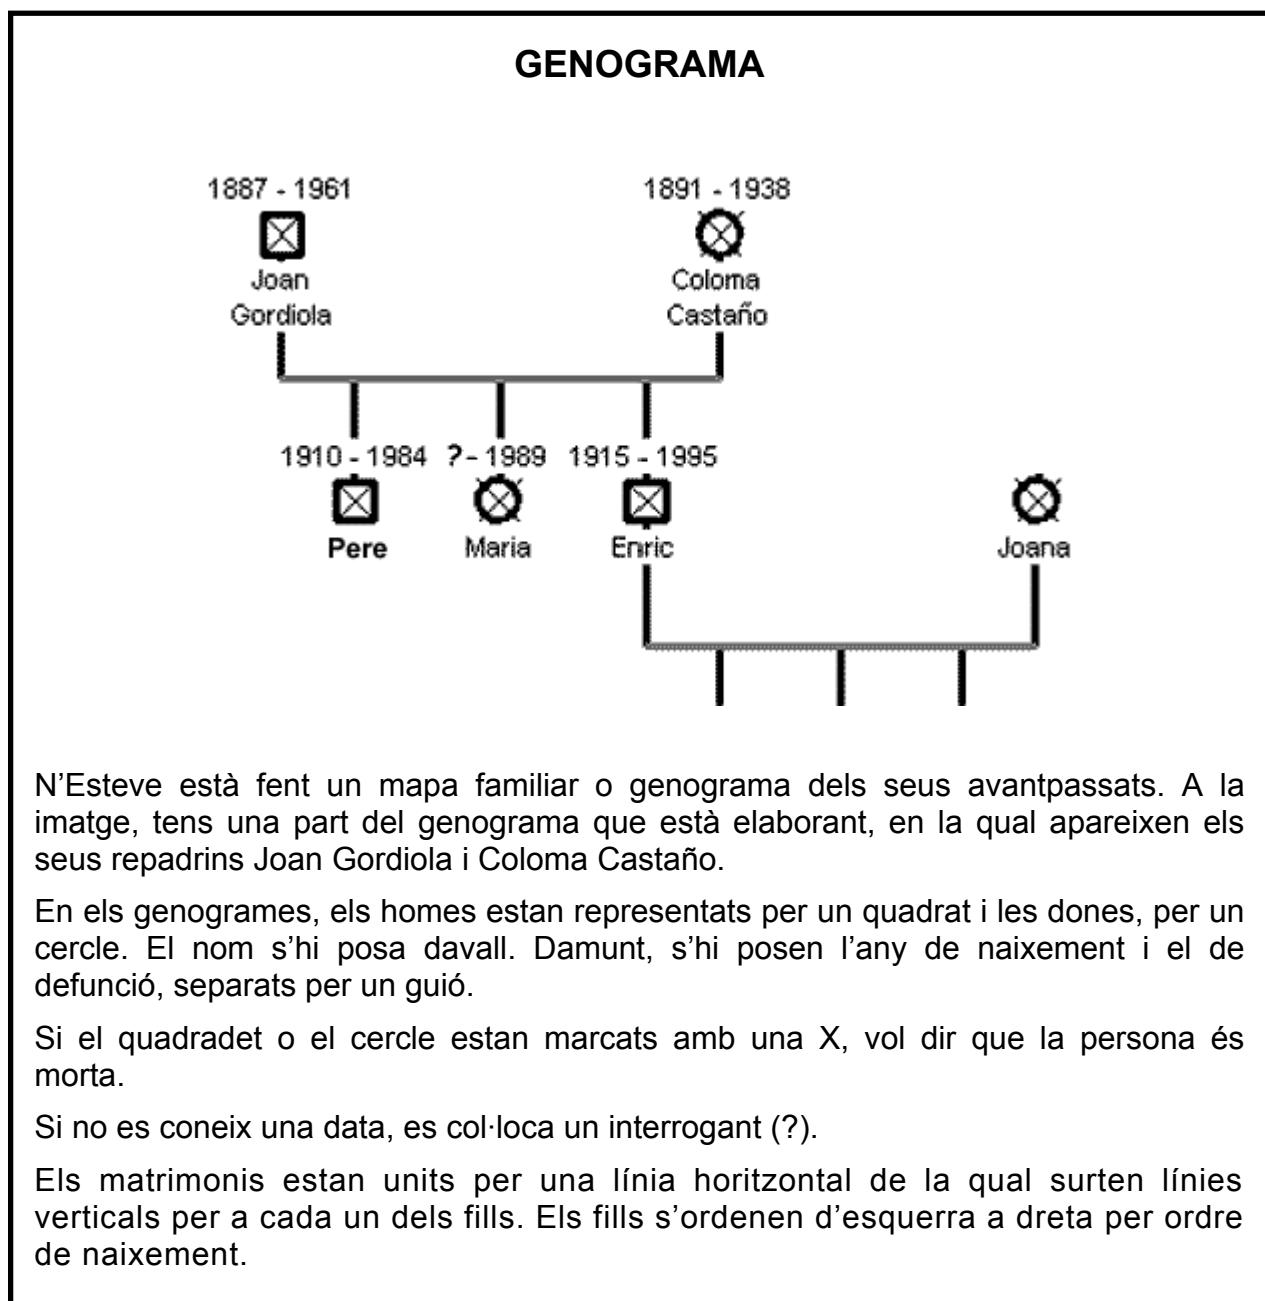 GENOGRAMA
1887 - 1961 1891 - 1938
Joan Coloma
Gordiola Castaño
1910 - 1984 ? - 1989 1915 - 1995
Pere Maria Enric Joana
N’Esteve està fent un mapa familiar o genograma dels seus avantpassats. A la
imatge, tens una part del genograma que està elaborant, en la qual apareixen els
seus repadrins Joan Gordiola i Coloma Castaño.
En els genogrames, els homes estan representats per un quadrat i les dones, per un
cercle. El nom s’hi posa davall. Damunt, s’hi posen l’any de naixement i el de
defunció, separats per un guió.
Si el quadradet o el cercle estan marcats amb una X, vol dir que la persona és
morta.
Si no es coneix una data, es col·loca un interrogant (?).
Els matrimonis estan units per una línia horitzontal de la qual surten línies
verticals per a cada un dels fills. Els fills s’ordenen d’esquerra a dreta per ordre
de naixement.